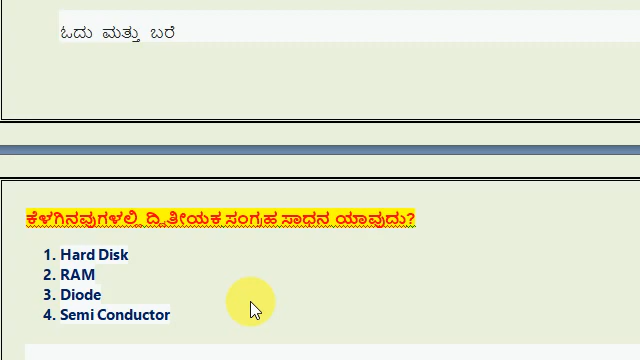 ಓದು ಮತ್ತು ಬರೆ
ಕೆಳಗಿನವುಗಳಲ್ಲಿ ದ್ವಿತೀಯಕ ಸಂಗ್ರಹ ಸಾಧನ ಯಾವುದು?
1. Hard Disk
2. RAM
3. Diode
4. Semi Conductor